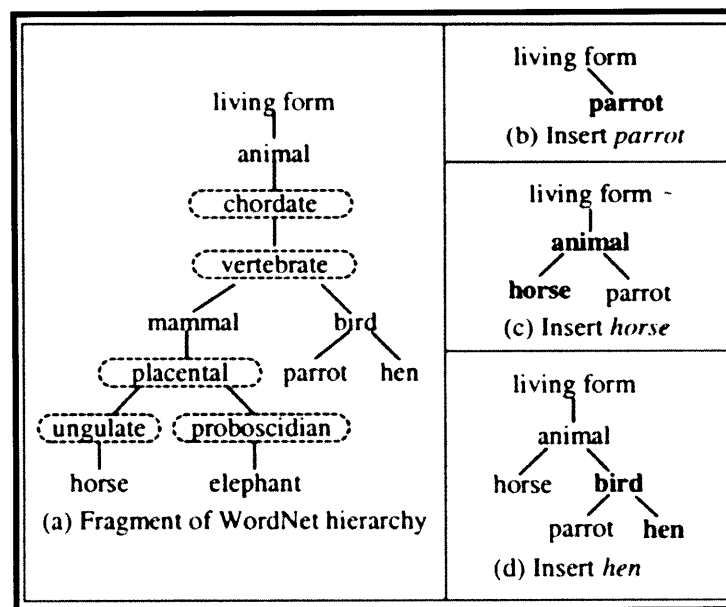 living form
animal
chordate
vertebrate
mammal bird
placental parrot hen
ungulate proboscidian
horse elephant
(a) Fragment of WordNet hierarchy
living form
parrot
(b) Insert parrot
living form
animal
horse parrot
(c) Insert horse
living form
animal
horse bird
parrot hen
(d) Insert hen